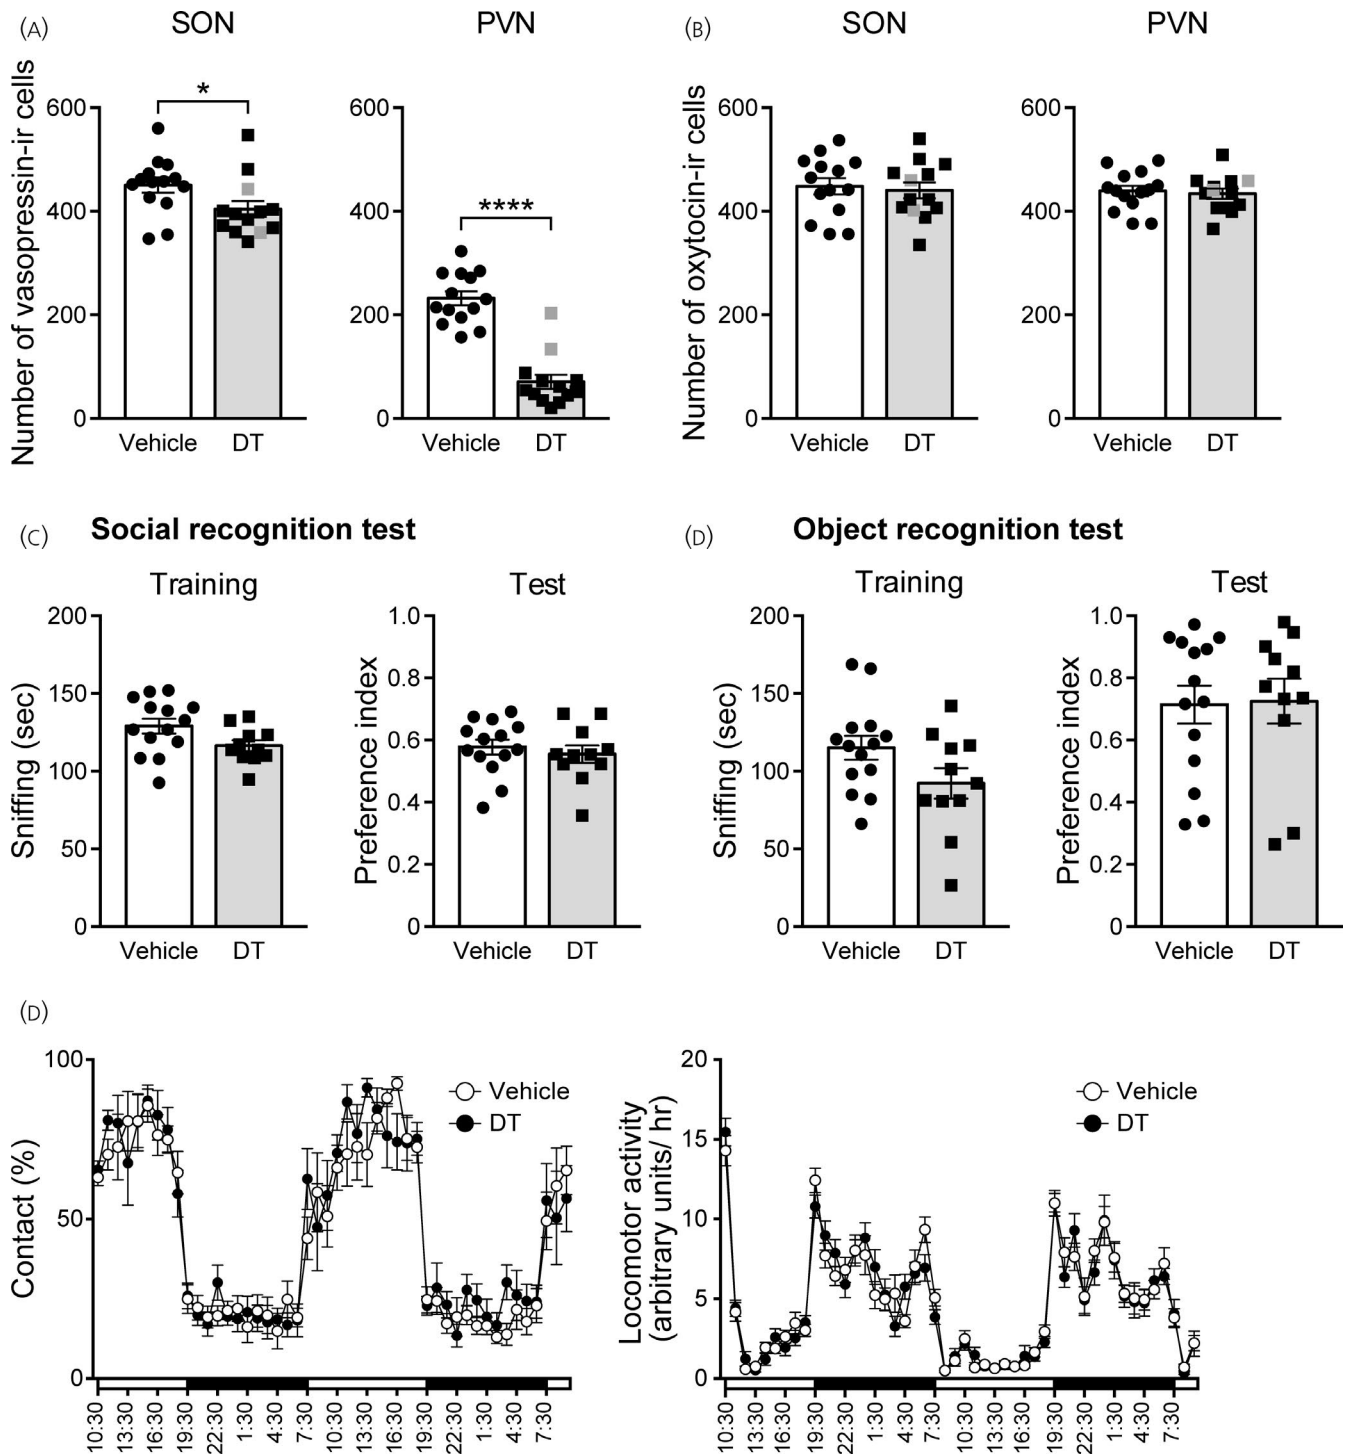 (A) SON PVN
Number of vasopressin-ir cells
600 400 200 0
*
Vehicle DT
600 400 200 0
****
Vehicle DT
(B) SON PVN
Number of oxytocin-ir cells
600 400 200 0
Vehicle DT
600 400 200 0
Vehicle DT
(C) Social recognition test
Training
Sniffing (sec)
200 150 100 50 0
Vehicle DT
Test
Preference index
1.0 0.8 0.6 0.4 0.2 0
Vehicle DT
(D) Object recognition test
Training
Sniffing (sec)
200 150 100 50 0
Vehicle DT
Test
Preference index
1.0 0.8 0.6 0.4 0.2 0
Vehicle DT
(D)
Contact (%)
100 50 0
Vehicle
DT
10:30 13:30 16:30 19:30 22:30 1:30 4:30 7:30 10:30 13:30 16:30 19:30 22:30 1:30 4:30 7:30
Locomotor activity
(arbitrary units/ hr)
20 15 10 5 0
Vehicle
DT
10:30 13:30 16:30 19:30 22:30 1:30 4:30 7:30 10:30 13:30 16:30 19:30 22:30 1:30 4:30 7:30